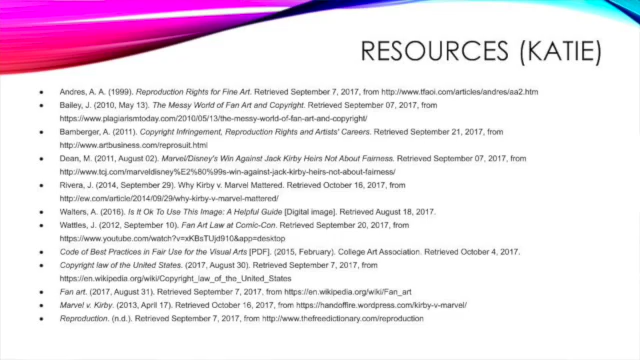 RESOURCES (KATIE)
● Andres, A. A. (1999). Reproduction Rights for Fine Art. Retrieved September 7, 2017, from http://www.tfaoi.com/articles/andres/aa2.htm
● Bailey, J. (2010, May 13). The Messy World of Fan Art and Copyright. Retrieved September 07, 2017, from
https://www.plagiarismtoday.com/2010/05/13/the-messy-world-of-fan-art-and-copyright/
● Bamberger, A. (2011). Copyright Infringement, Reproduction Rights and Artists' Careers. Retrieved September 21, 2017, from
http://www.artbusiness.com/reprosuit.html
● Dean, M. (2011, August 02). Marvel/Disney's Win Against Jack Kirby Heirs Not About Fairness. Retrieved September 07, 2017, from
http://www.tcj.com/marveldisney%E2%80%99s-win-against-jack-kirby-heirs-not-about-fairness/
● Rivera, J. (2014, September 29). Why Kirby v. Marvel Mattered. Retrieved October 16, 2017, from
http://ew.com/article/2014/09/29/why-kirby-v-marvel-mattered/
● Walters, A. (2016). Is It Ok To Use This Image: A Helpful Guide [Digital image]. Retrieved August 18, 2017.
● Wattles, J. (2012, September 10). Fan Art Law at Comic-Con. Retrieved September 20, 2017, from
https://www.youtube.com/watch?v=xKBsTUjd910&app=desktop
● Code of Best Practices in Fair Use for the Visual Arts [PDF]. (2015, February). College Art Association. Retrieved October 4, 2017.
● Copyright law of the United States. (2017, August 30). Retrieved September 7, 2017, from
https://en.wikipedia.org/wiki/Copyright_law_of_the_United_States
● Fan art. (2017, August 31). Retrieved September 7, 2017, from https://en.wikipedia.org/wiki/Fan_art
● Marvel v. Kirby. (2013, April 17). Retrieved October 16, 2017, from https://handoffire.wordpress.com/kirby-v-marvel/
● Reproduction. (n.d.). Retrieved September 7, 2017, from http://www.thefreedictionary.com/reproduction